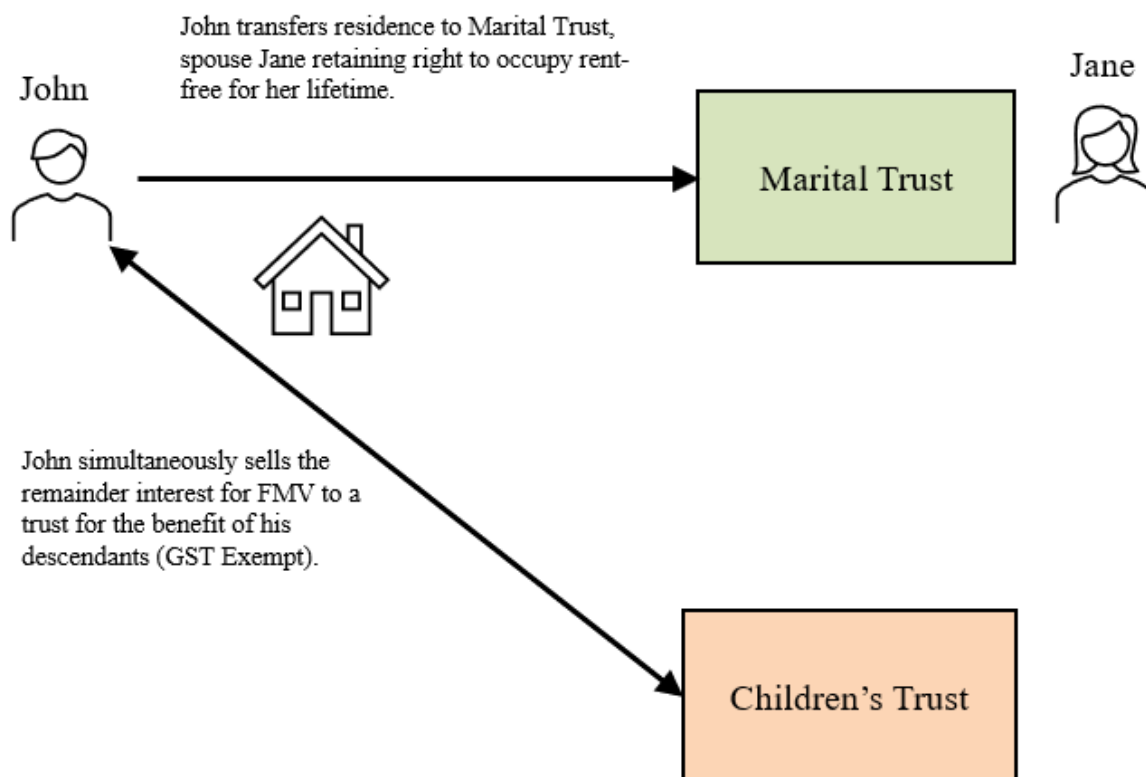 John transfers residence to Marital Trust,
spouse Jane retaining right to occupy rent-
free for her lifetime.
John
Jane
Marital Trust
John simultaneously sells the
remainder interest for FMV to a
trust for the benefit of his
descendants (GST Exempt).
Children’s Trust